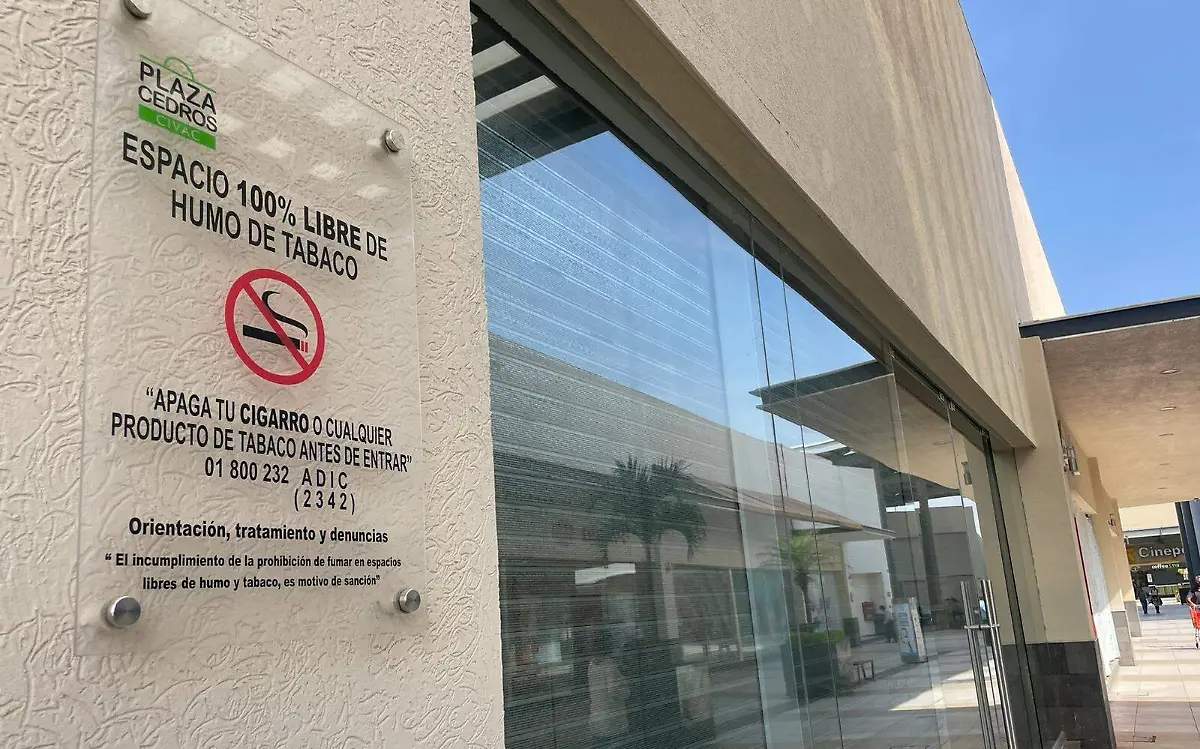 PLAZA
CEDROS
CIVAC
ESPACIO 100% LIBRE DE
HUMO DE TABACO
“APAGA TU CIGARRO O CUALQUIER
PRODUCTO DE TABACO ANTES DE ENTRAR”
01 800 232 ADIC
(2342)
Orientación, tratamiento y denuncias
“ El incumplimiento de la prohibición de fumar en espacios
libres de humo y tabaco, es motivo de sanción”
Cinep